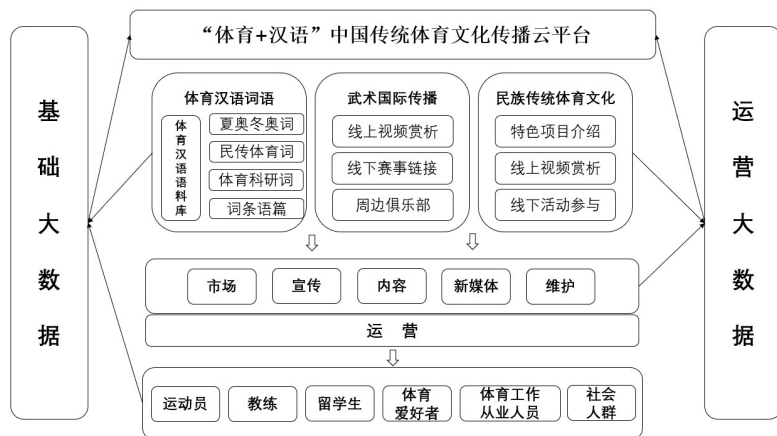 “体育+汉语”中国传统体育文化传播云平台
基础大数据
体育汉语词语
体育汉语语料库
夏奥冬奥词
民传体育词
体育科研词
词条语篇
武术国际传播
线上视频赏析
线下赛事链接
周边俱乐部
民族传统体育文化
特色项目介绍
线上视频赏析
线下活动参与
运营大数据
市场
宣传
内容
新媒体
维护
运 营
运动员
教练
留学生
体育
爱好者
体育工作
从业人员
社会
人群